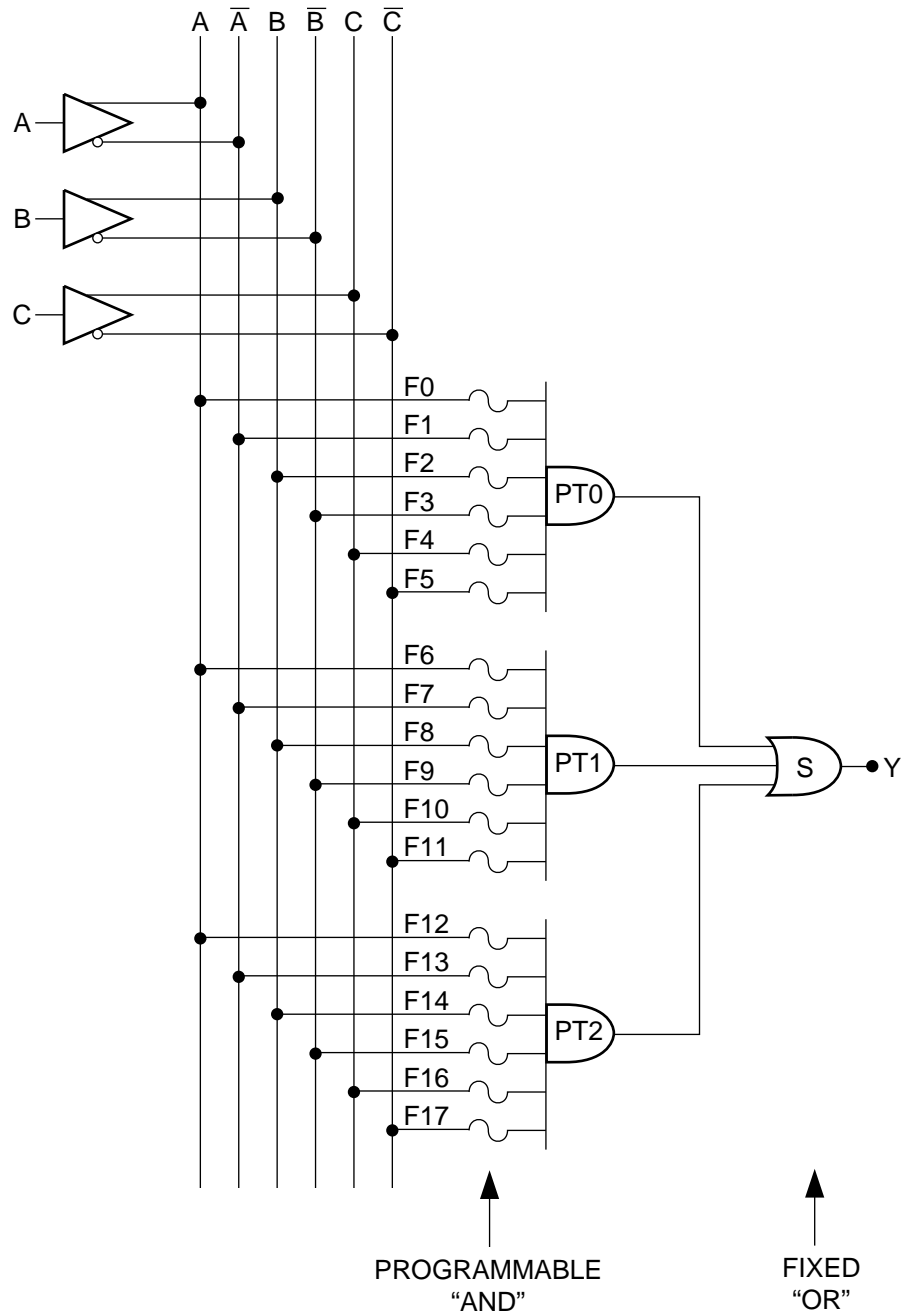 A A̅ B B̅ C C̅
A
B
C
F0
F1
F2
F3
F4
F5
PT0
F6
F7
F8
F9
F10
F11
PT1
S
Y
F12
F13
F14
F15
F16
F17
PT2
PROGRAMMABLE
“AND”
FIXED
“OR”